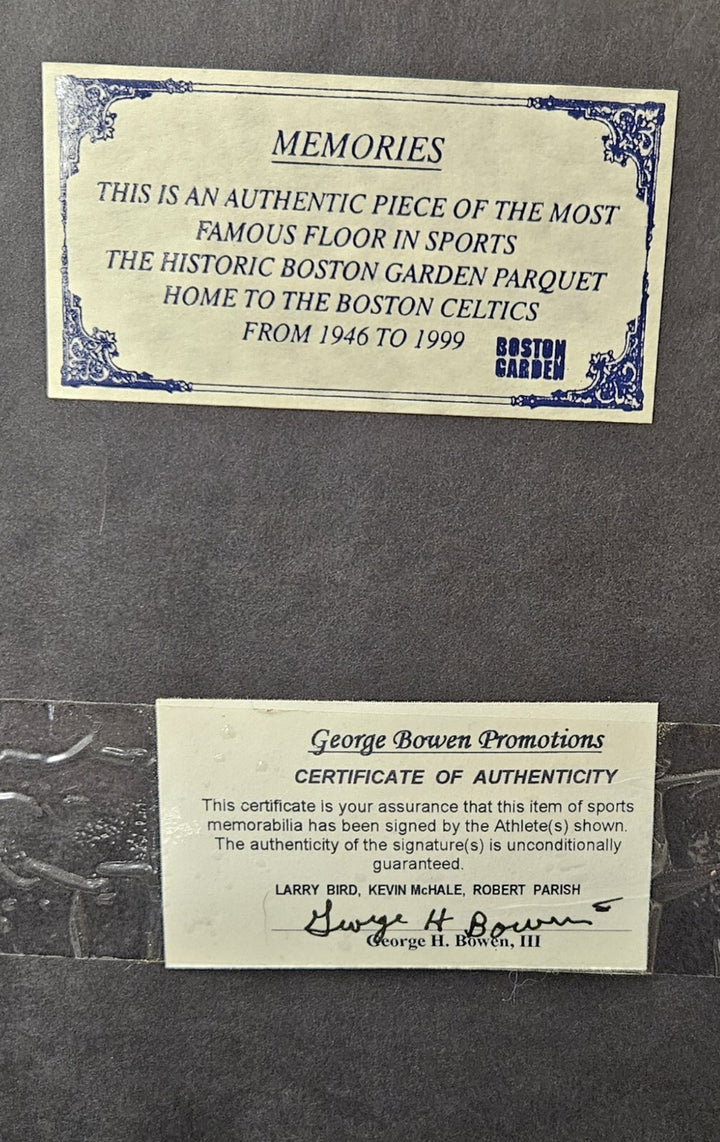 MEMORIES
THIS IS AN AUTHENTIC PIECE OF THE MOST
FAMOUS FLOOR IN SPORTS
THE HISTORIC BOSTON GARDEN PARQUET
HOME TO THE BOSTON CELTICS
FROM 1946 TO 1999
BOSTON
GARDEN
George Bowen Promotions
CERTIFICATE OF AUTHENTICITY
This certificate is your assurance that this item of sports
memorabilia has been signed by the Athlete(s) shown.
The authenticity of the signature(s) is unconditionally
guaranteed.
LARRY BIRD, KEVIN McHALE, ROBERT PARISH
George H Bowen
George H. Bowen, III